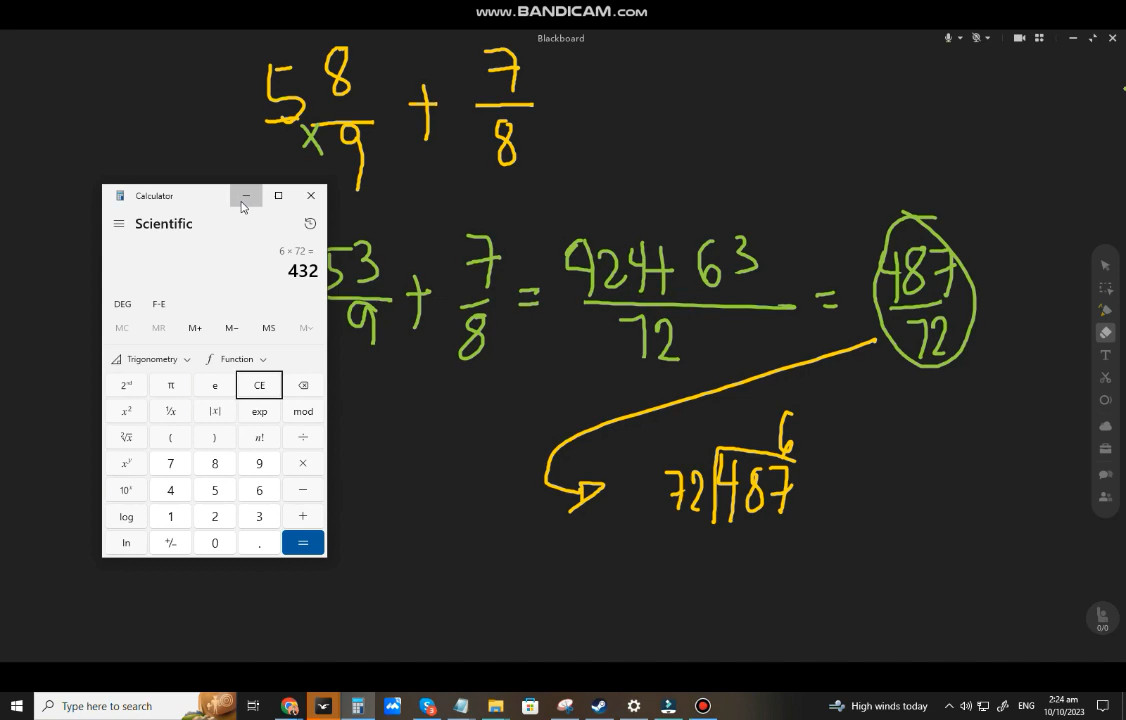 WWW.BANDICAM.COM
Blackboard
5 8/9 + 7/8
×
Calculator
Scientific
6 × 72 =
432
DEG F-E
MC MR M+ M− MS M˅
Trigonometry Function
2ⁿᵈ π e CE
x² ¹/x |x| exp mod
²√x ( ) n! ÷
xʸ 7 8 9 ×
10ˣ 4 5 6 −
log 1 2 3 +
ln +/− 0 . =
53/9 + 7/8 = 424 + 63/72 = 487/72
6
72 487
0/0
Type here to search
High winds today
ENG
2:24 am
10/10/2023